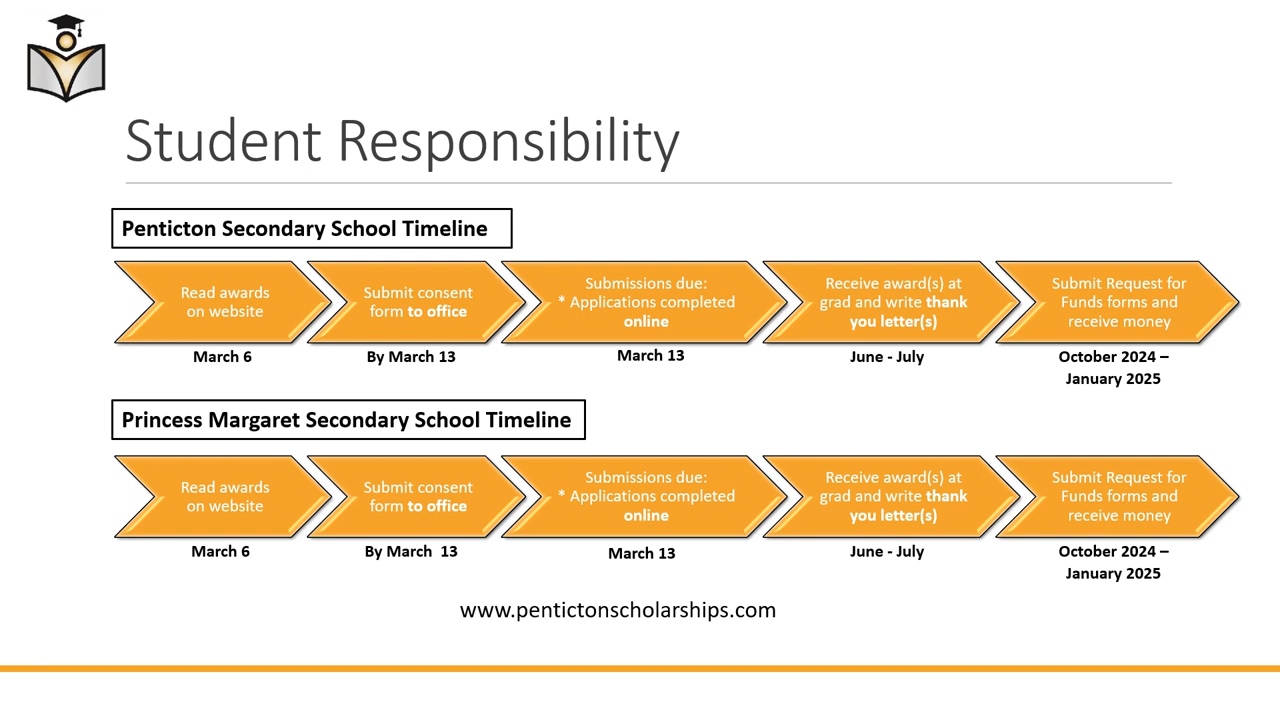 Student Responsibility
Penticton Secondary School Timeline
Read awards
on website
Submit consent
form to office
Submissions due:
* Applications completed
online
Receive award(s) at
grad and write thank
you letter(s)
Submit Request for
Funds forms and
receive money
March 6
By March 13
March 13
June - July
October 2024 –
January 2025
Princess Margaret Secondary School Timeline
Read awards
on website
Submit consent
form to office
Submissions due:
* Applications completed
online
Receive award(s) at
grad and write thank
you letter(s)
Submit Request for
Funds forms and
receive money
March 6
By March 13
March 13
June - July
October 2024 –
January 2025
www.pentictonscholarships.com